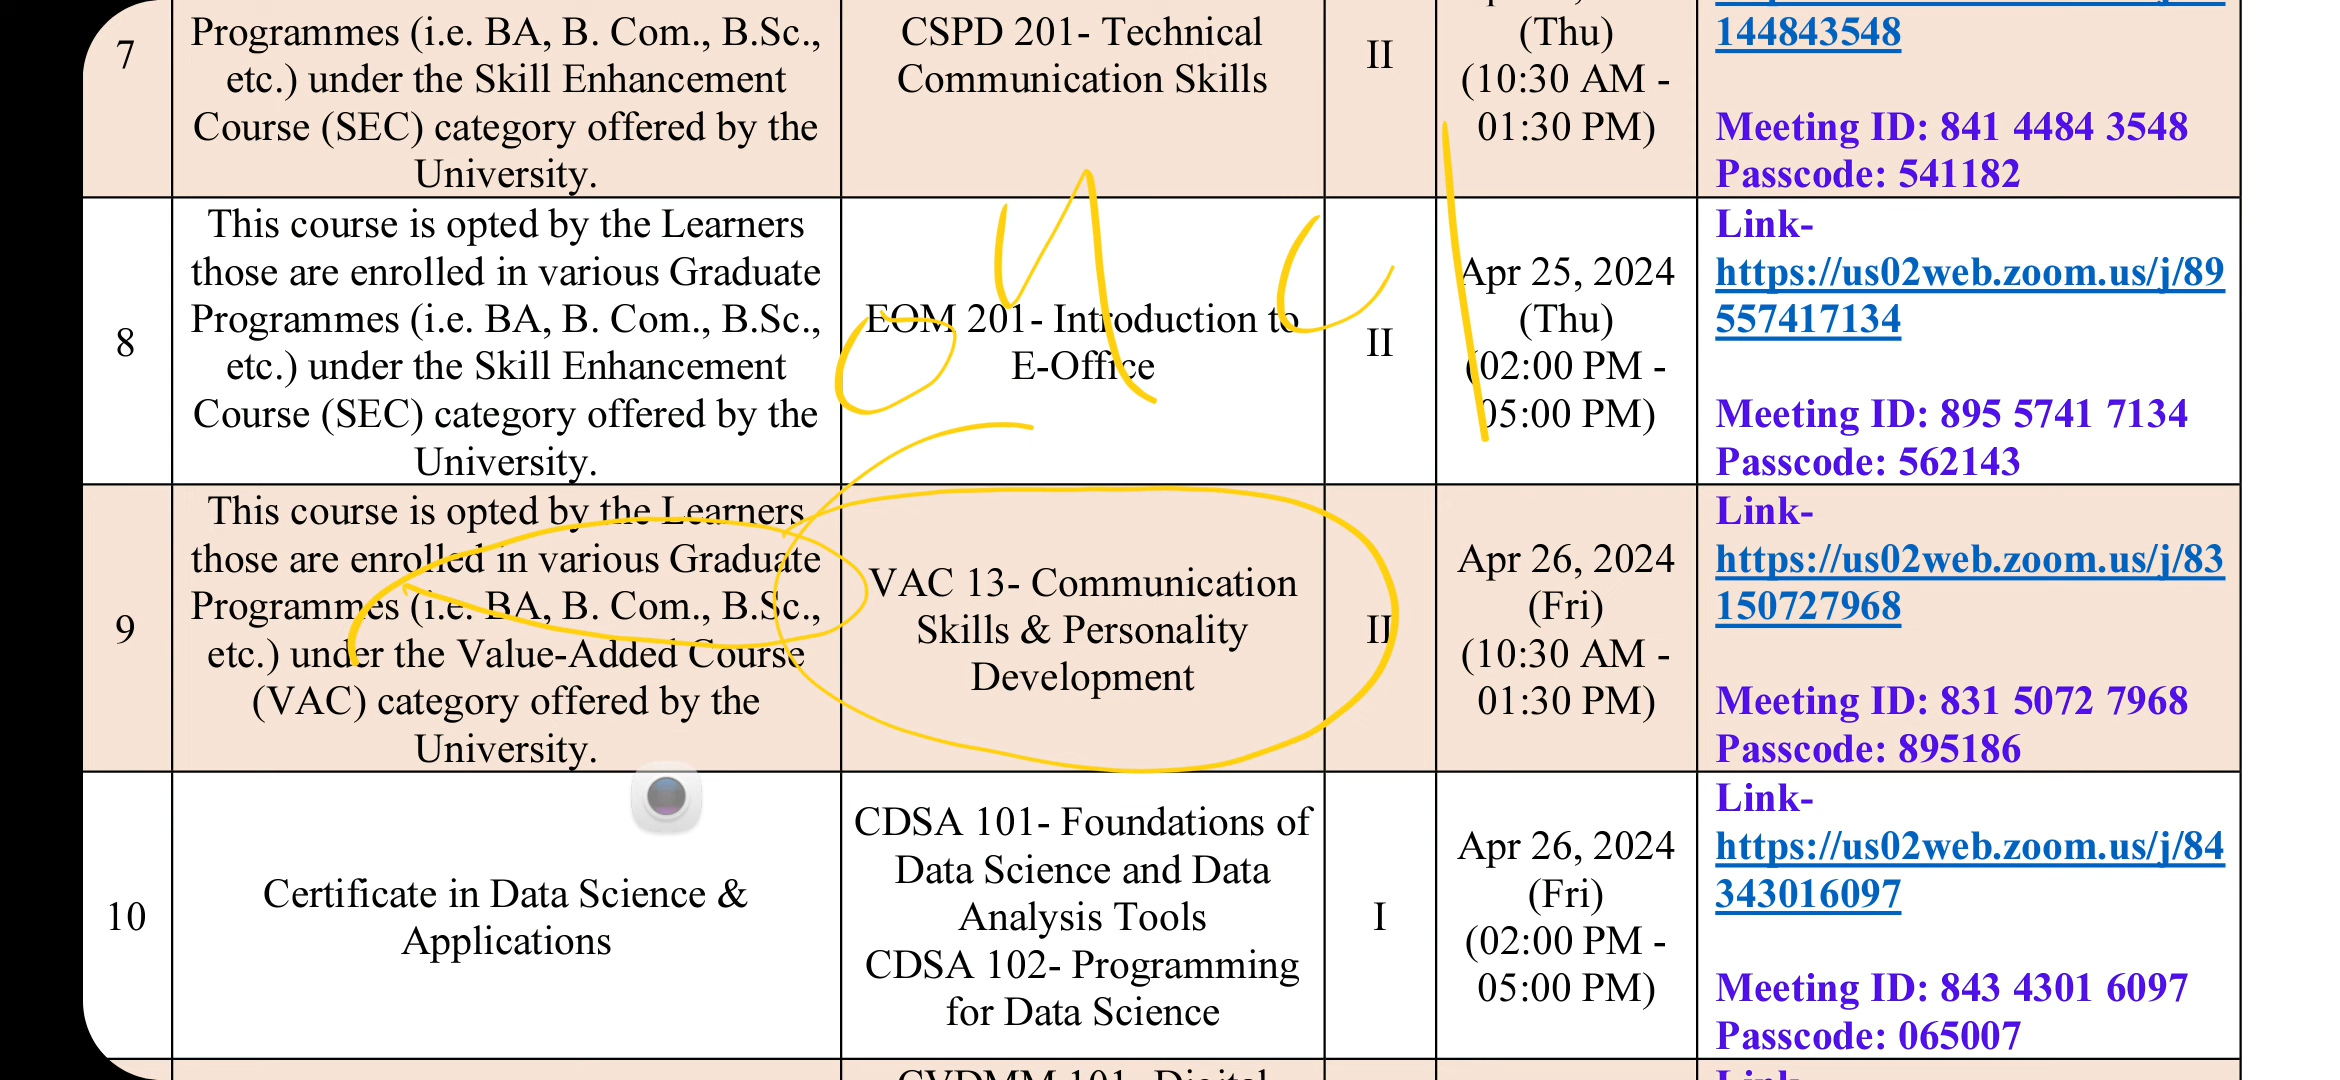 7
Programmes (i.e. BA, B. Com., B.Sc.,
etc.) under the Skill Enhancement
Course (SEC) category offered by the
University.
CSPD 201- Technical
Communication Skills
II
(Thu)
(10:30 AM -
01:30 PM)
144843548
Meeting ID: 841 4484 3548
Passcode: 541182
8
This course is opted by the Learners
those are enrolled in various Graduate
Programmes (i.e. BA, B. Com., B.Sc.,
etc.) under the Skill Enhancement
Course (SEC) category offered by the
University.
EOM 201- Introduction to
E-Office
II
Apr 25, 2024
(Thu)
(02:00 PM -
05:00 PM)
Link-
https://us02web.zoom.us/j/89
557417134
Meeting ID: 895 5741 7134
Passcode: 562143
9
This course is opted by the Learners
those are enrolled in various Graduate
Programmes (i.e. BA, B. Com., B.Sc.,
etc.) under the Value-Added Course
(VAC) category offered by the
University.
VAC 13- Communication
Skills & Personality
Development
II
Apr 26, 2024
(Fri)
(10:30 AM -
01:30 PM)
Link-
https://us02web.zoom.us/j/83
150727968
Meeting ID: 831 5072 7968
Passcode: 895186
10
Certificate in Data Science &
Applications
CDSA 101- Foundations of
Data Science and Data
Analysis Tools
CDSA 102- Programming
for Data Science
I
Apr 26, 2024
(Fri)
(02:00 PM -
05:00 PM)
Link-
https://us02web.zoom.us/j/84
343016097
Meeting ID: 843 4301 6097
Passcode: 065007